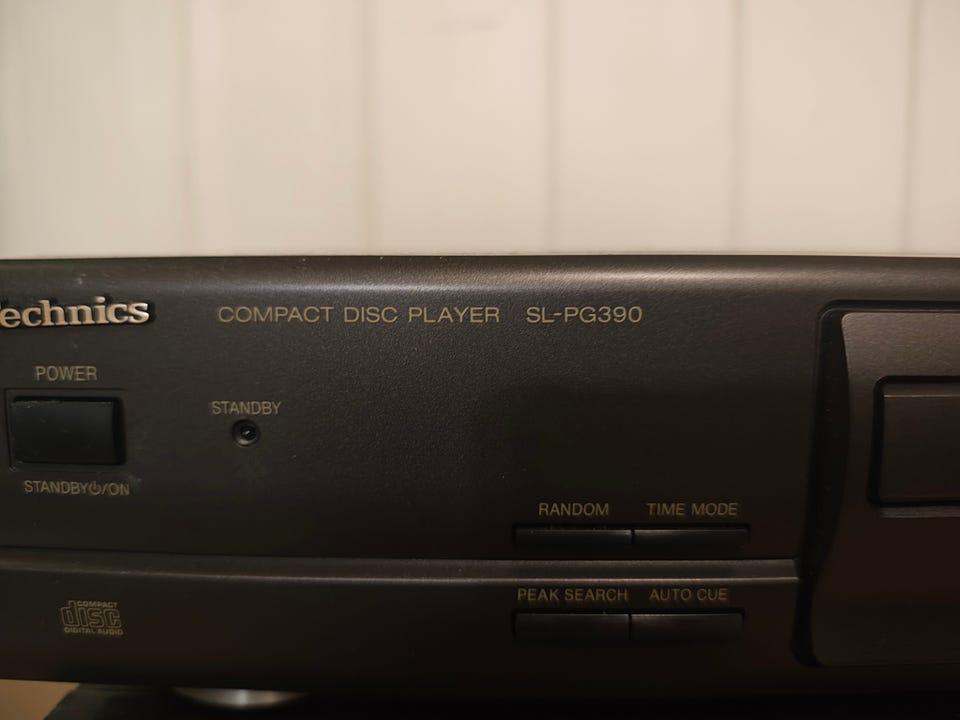 echnics
COMPACT DISC PLAYER SL-PG390
POWER
STANDBY
STANDBY⏻/ON
RANDOM TIME MODE
PEAK SEARCH AUTO CUE
COMPACT
disc
DIGITAL AUDIO